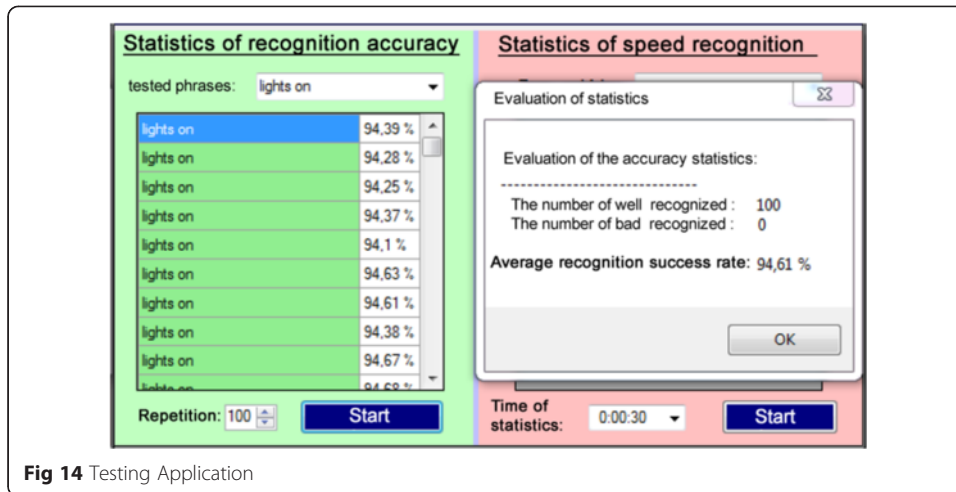 Statistics of recognition accuracy
tested phrases: lights on
lights on 94,39 %
lights on 94,28 %
lights on 94,25 %
lights on 94,37 %
lights on 94,1 %
lights on 94,63 %
lights on 94,61 %
lights on 94,38 %
lights on 94,67 %
lights on 94,68 %
Repetition: 100
Start
Statistics of speed recognition
Evaluation of statistics
Evaluation of the accuracy statistics:
------------------------------
The number of well recognized : 100
The number of bad recognized : 0
Average recognition success rate: 94,61 %
OK
Time of
statistics: 0:00:30
Start
Fig 14 Testing Application